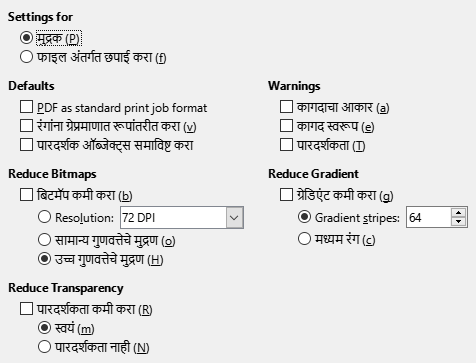 Settings for
मुद्रक (P)
फाइल अंतर्गत छपाई करा (f)
Defaults
PDF as standard print job format
रंगांना ग्रेप्रमाणात रूपांतरीत करा (v)
पारदर्शक ऑब्जेक्ट्स समाविष्ट करा
Warnings
कागदाचा आकार (a)
कागद स्वरूप (e)
पारदर्शकता (T)
Reduce Bitmaps
बिटमॅप कमी करा (b)
Resolution: 72 DPI
सामान्य गुणवत्तेचे मुद्रण (o)
उच्च गुणवत्तेचे मुद्रण (H)
Reduce Gradient
ग्रेडिएंट कमी करा (g)
Gradient stripes: 64
मध्यम रंग (c)
Reduce Transparency
पारदर्शकता कमी करा (R)
स्वयं (m)
पारदर्शकता नाही (N)